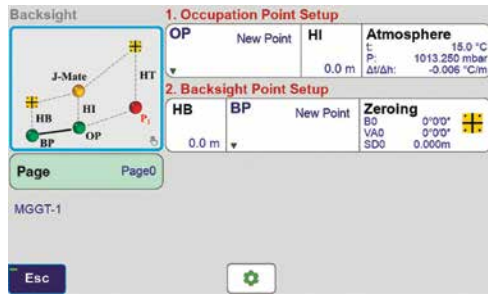 Backsight
J-Mate
HT
HI
HB
P₁
OP
BP
Page Page0
MGGT-1
1. Occupation Point Setup
OP New Point HI 0.0 m
Atmosphere
t: 15.0 °C
P: 1013.250 mbar
Δt/Δh: -0.006 °C/m
2. Backsight Point Setup
HB 0.0 m BP New Point
Zeroing
B0 0°0'0"
VA0 0°0'0"
SD0 0.000m
Esc